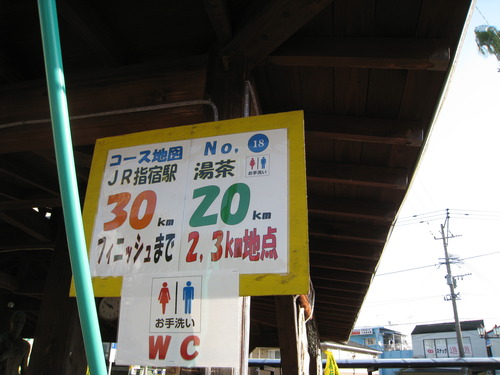 コース地図
No. 18
JR指宿駅
湯茶
お手洗い
30km
20km
フィニッシュまで
2.3km地点
お手洗い
WC